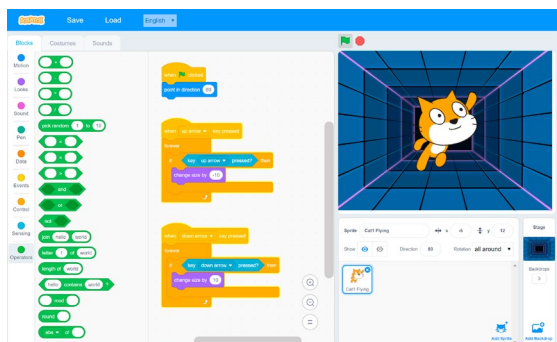 SCRATCH
Save
Load
English
Blocks
Costumes
Sounds
Motion
Looks
Sound
Pen
Data
Events
Control
Sensing
Operators
pick random 1 to 10
and
or
not
join hello world
letter 1 of world
length of world
hello contains world ?
mod
round
abs of
when clicked
point in direction 90
when up arrow key pressed
forever
if key up arrow pressed? then
change size by -10
when down arrow key pressed
forever
if key down arrow pressed? then
change size by 10
Sprite
Cat1 Flying
x
y 12
Show
Direction
Rotation all around
Cat1 Flying
Add Sprite
Stage
Backdrops
Add Backdrop